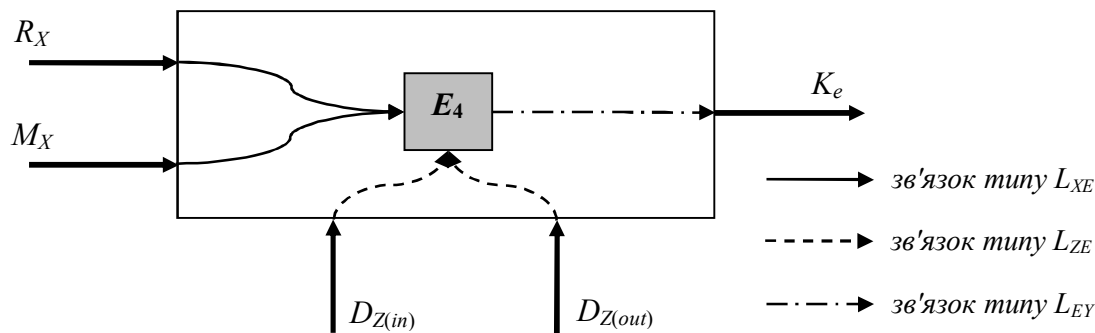 R_X
K_e
E_4
M_X
зв'язок типу L_XE
зв'язок типу L_ZE
D_Z(in)
D_Z(out)
зв'язок типу L_EY